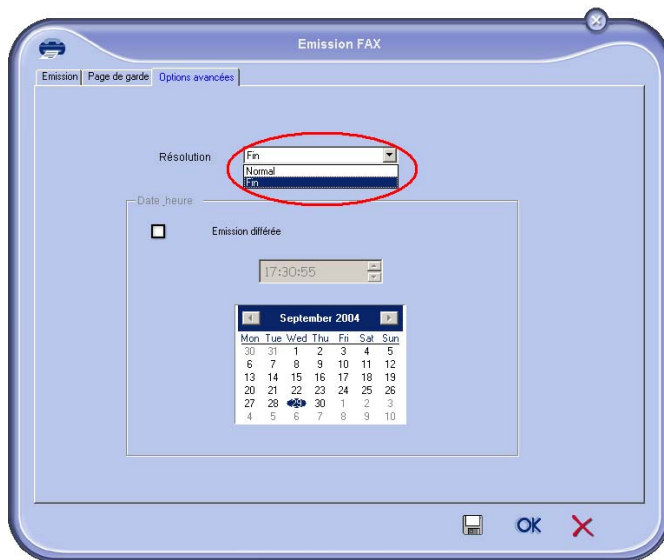 Emission FAX
Emission Page de garde Options avancées
Résolution Fin
Normal
Fin
Date_heure
Emission différée
17:30:55
September 2004
Mon Tue Wed Thu Fri Sat Sun
30 31 1 2 3 4 5
6 7 8 9 10 11 12
13 14 15 16 17 18 19
20 21 22 23 24 25 26
27 28 29 30 1 2 3
4 5 6 7 8 9 10
OK